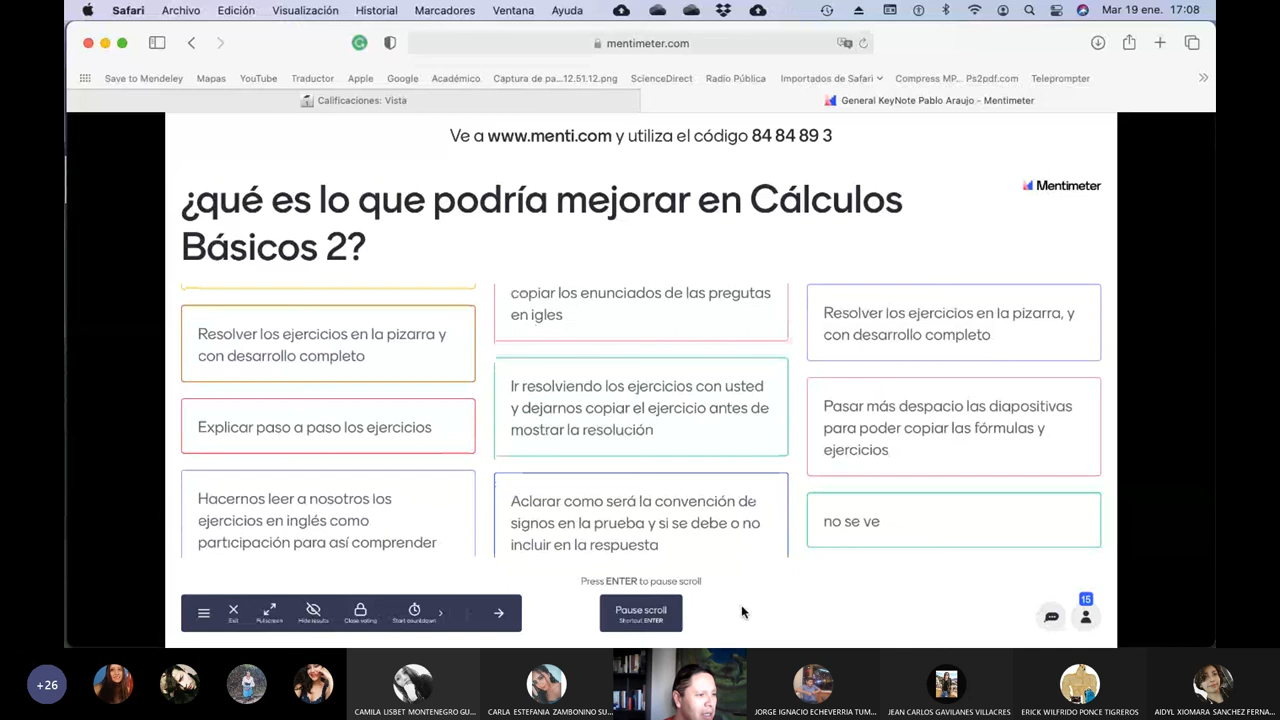 Safari Archivo Edición Visualización Historial Marcadores Ventana Ayuda Mar 19 ene. 17:08
mentimeter.com
Save to Mendeley Mapas YouTube Traductor Apple Google Académico Captura de pa...12.51.12.png ScienceDirect Radio Pública Importados de Safari Compress MP... Ps2pdf.com Teleprompter
Calificaciones: Vista
General KeyNote Pablo Araujo - Mentimeter
Ve a www.menti.com y utiliza el código 84 84 89 3
Mentimeter
¿qué es lo que podría mejorar en Cálculos
Básicos 2?
Resolver los ejercicios en la pizarra y
con desarrollo completo
Explicar paso a paso los ejercicios
Hacernos leer a nosotros los
ejercicios en inglés como
participación para así comprender
copiar los enunciados de las pregutas
en igles
Ir resolviendo los ejercicios con usted
y dejarnos copiar el ejercicio antes de
mostrar la resolución
Aclarar como será la convención de
signos en la prueba y si se debe o no
incluir en la respuesta
Resolver los ejercicios en la pizarra, y
con desarrollo completo
Pasar más despacio las diapositivas
para poder copiar las fórmulas y
ejercicios
no se ve
Press ENTER to pause scroll
Exit Fullscreen Hide results Close voting Start countdown
Pause scroll
Shortcut ENTER
15
+26
CAMILA LISBET MONTENEGRO GU...
CARLA ESTEFANIA ZAMBONINO SU...
JORGE IGNACIO ECHEVERRIA TUM...
JEAN CARLOS GAVILANES VILLACRES
ERICK WILFRIDO PONCE TIGREROS
AIDYL XIOMARA SANCHEZ FERNA...